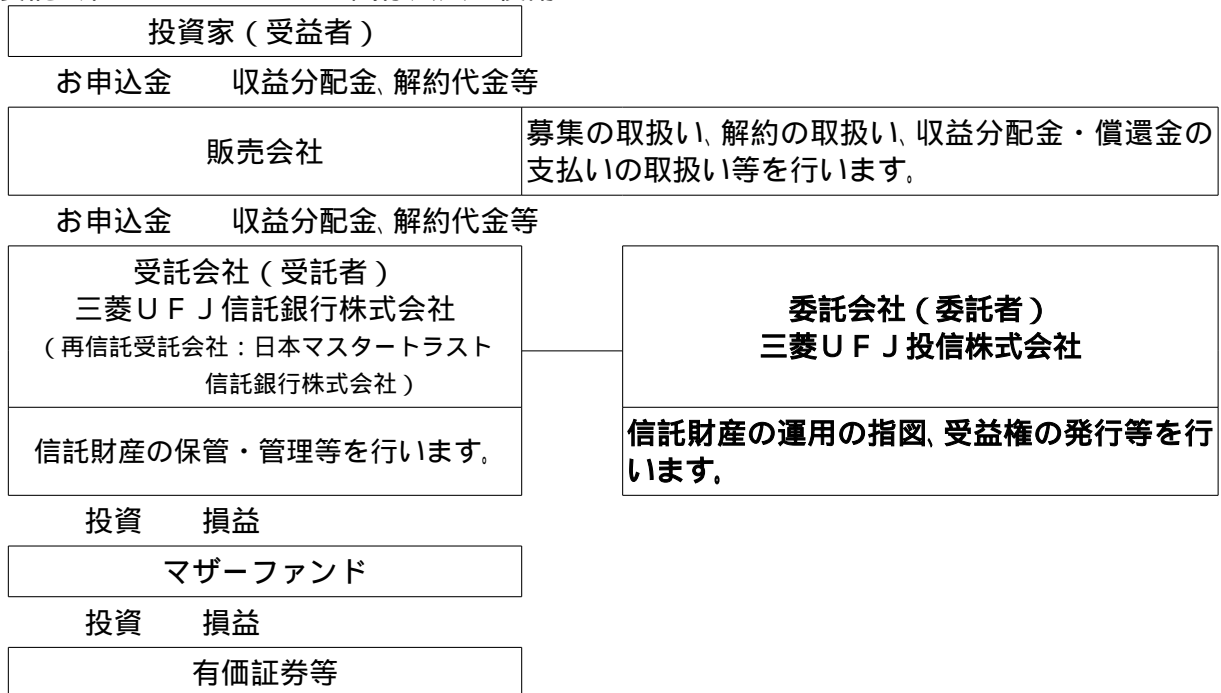 投資家（受益者）
お申込金　収益分配金、解約代金等
販売会社
募集の取扱い、解約の取扱い、収益分配金・償還金の
支払いの取扱い等を行います。
お申込金　収益分配金、解約代金等
受託会社（受託者）
三菱ＵＦＪ信託銀行株式会社
（再信託受託会社：日本マスタートラスト
信託銀行株式会社）
信託財産の保管・管理等を行います。
委託会社（委託者）
三菱ＵＦＪ投信株式会社
信託財産の運用の指図、受益権の発行等を行
います。
投資　損益
マザーファンド
投資　損益
有価証券等